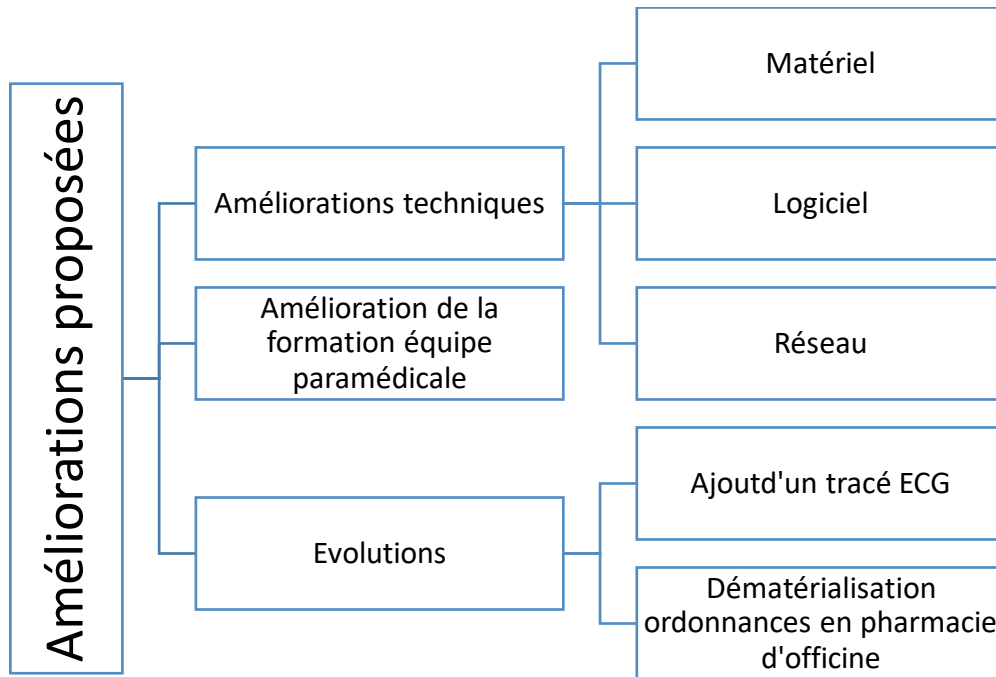 Améliorations proposées
Améliorations techniques
Matériel
Logiciel
Réseau
Amélioration de la
formation équipe
paramédicale
Evolutions
Ajoutd'un tracé ECG
Dématérialisation
ordonnances en pharmacie
d'officine